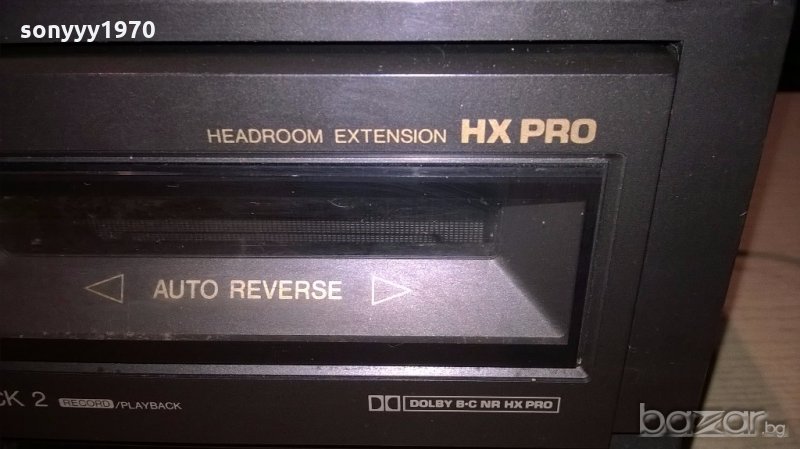 sonyyy1970
HEADROOM EXTENSION HX PRO
AUTO REVERSE
CK 2 RECORD/PLAYBACK
DOLBY B-C NR HX PRO
bazar.bg